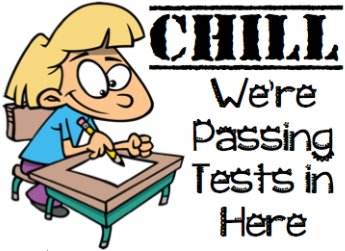 CHILL
We're
Passing
Tests in
Here